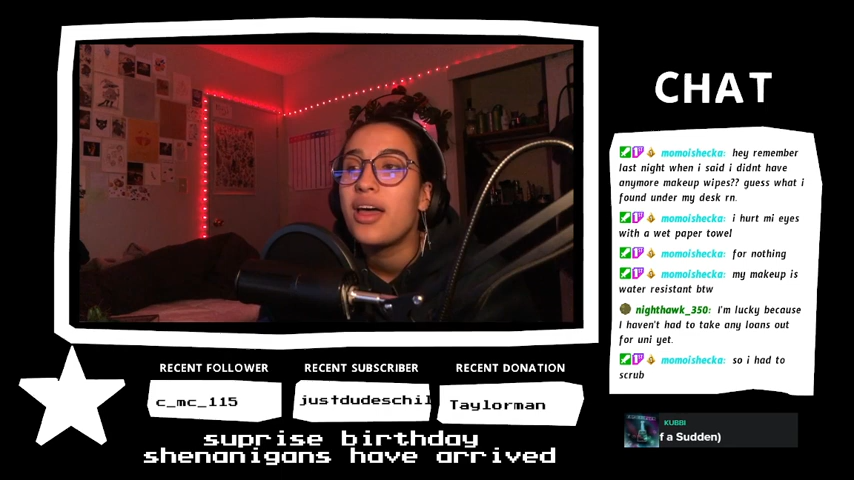 CHAT
momoishecka: hey remember
last night when i said i didnt have
anymore makeup wipes?? guess what i
found under my desk rn.
momoishecka: i hurt mi eyes
with a wet paper towel
momoishecka: for nothing
momoishecka: my makeup is
water resistant btw
nighthawk_350: I'm lucky because
I haven't had to take any loans out
for uni yet.
momoishecka: so i had to
scrub
RECENT FOLLOWER
c_mc_115
RECENT SUBSCRIBER
justdudeschil
RECENT DONATION
Taylorman
suprise birthday
shenanigans have arrived
KUBBI
f a Sudden)